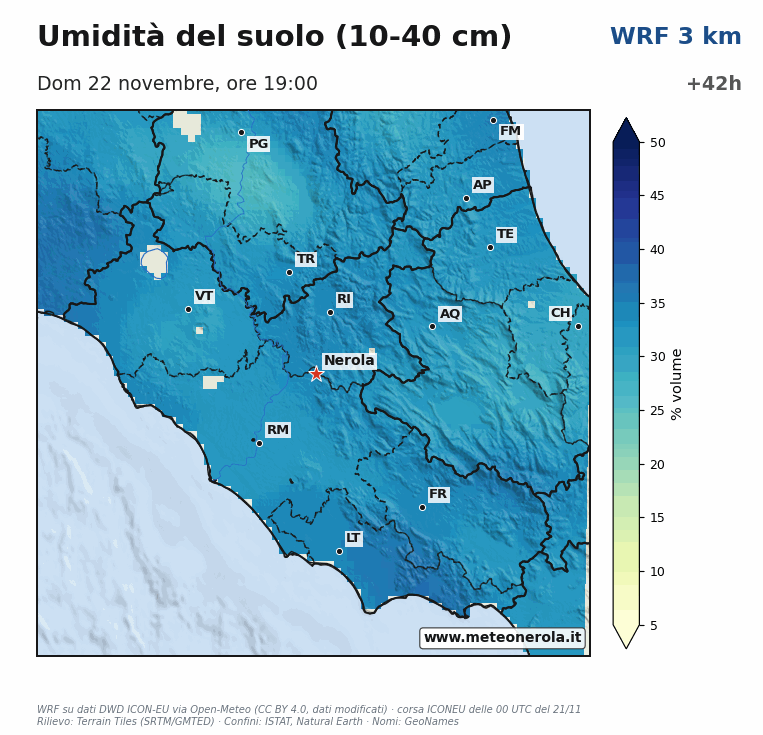 Umidità del suolo (10-40 cm)
WRF 3 km
Dom 22 novembre, ore 19:00
+42h
FM
PG
AP
TE
TR
VT
RI
AQ
CH
Nerola
RM
FR
LT
www.meteonerola.it
50
45
40
35
30
25
20
15
10
5
% volume
WRF su dati DWD ICON-EU via Open-Meteo (CC BY 4.0, dati modificati) · corsa ICONEU delle 00 UTC del 21/11
Rilievo: Terrain Tiles (SRTM/GMTED) · Confini: ISTAT, Natural Earth · Nomi: GeoNames